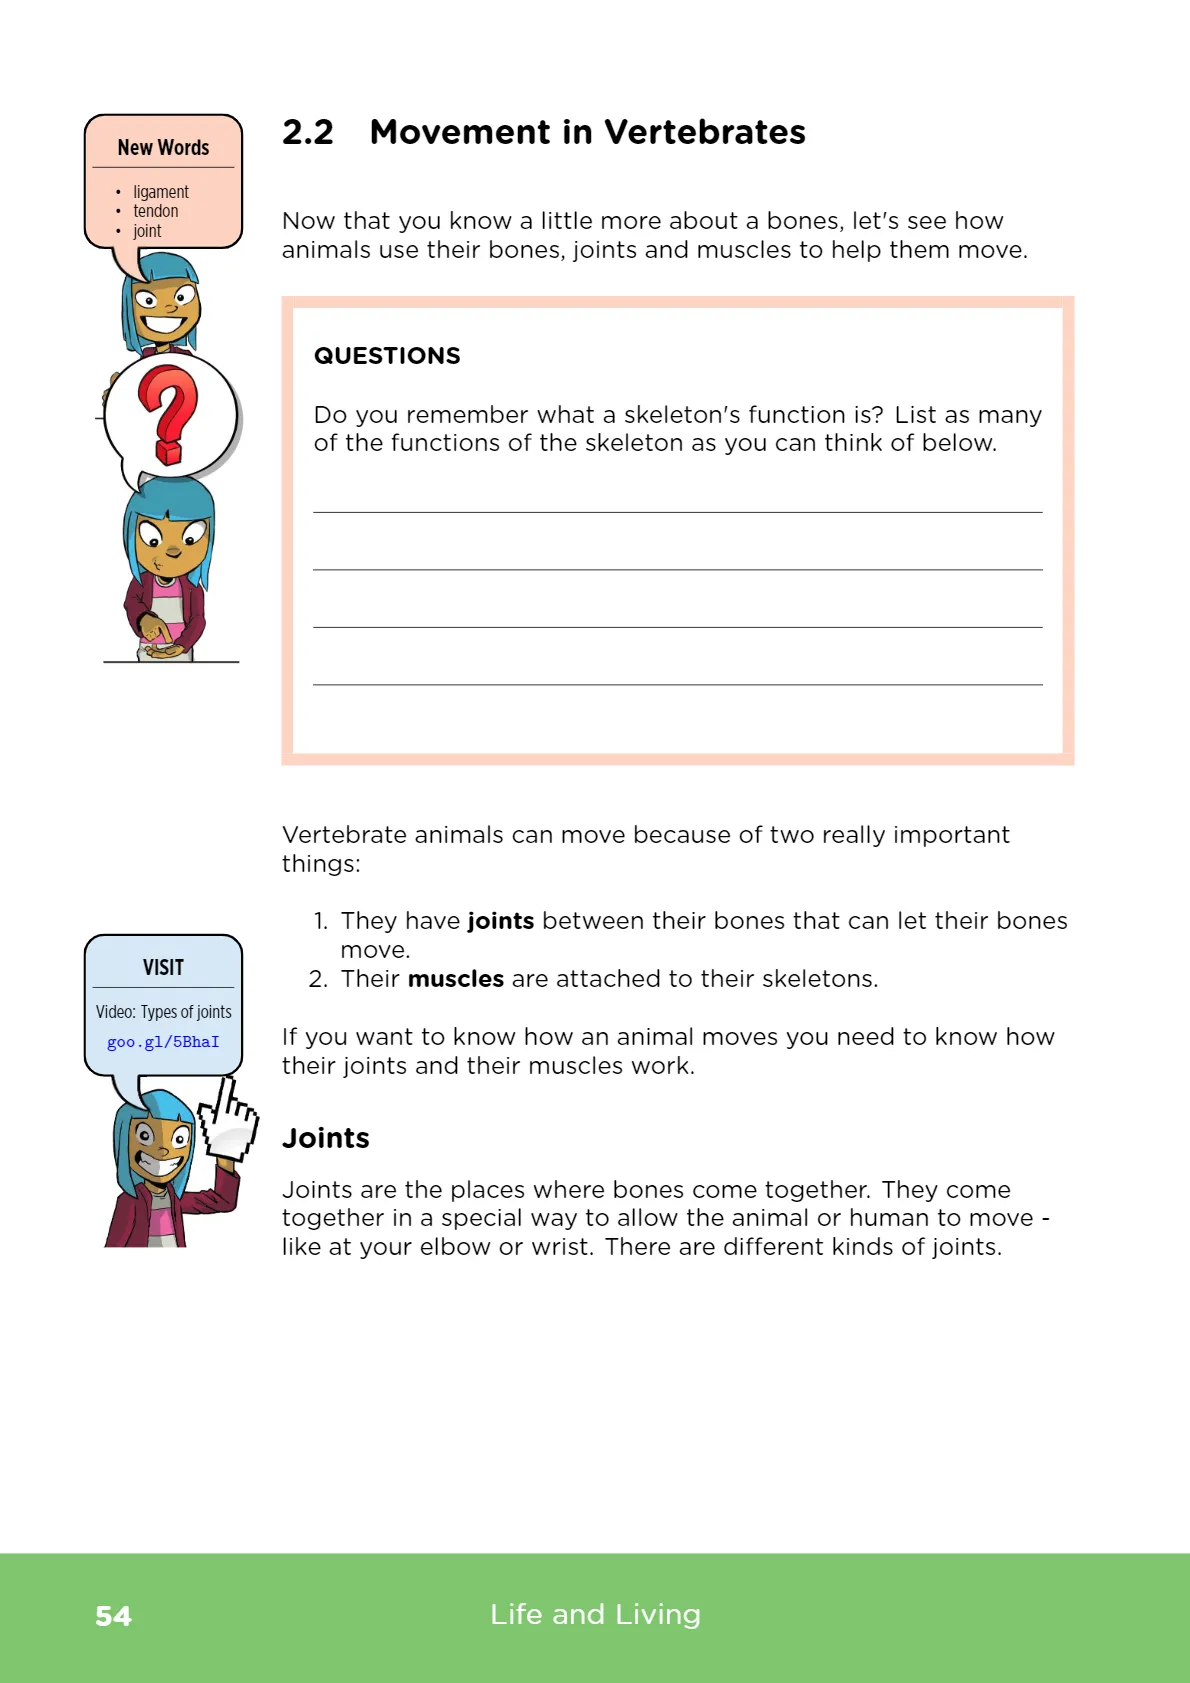 New Words
• ligament
• tendon
• joint
2.2 Movement in Vertebrates
Now that you know a little more about a bones, let's see how
animals use their bones, joints and muscles to help them move.
QUESTIONS
Do you remember what a skeleton's function is? List as many
of the functions of the skeleton as you can think of below.
Vertebrate animals can move because of two really important
things:
1. They have joints between their bones that can let their bones
move.
2. Their muscles are attached to their skeletons.
VISIT
Video: Types of joints
goo.gl/5BhaI
If you want to know how an animal moves you need to know how
their joints and their muscles work.
Joints
Joints are the places where bones come together. They come
together in a special way to allow the animal or human to move -
like at your elbow or wrist. There are different kinds of joints.
54
Life and Living